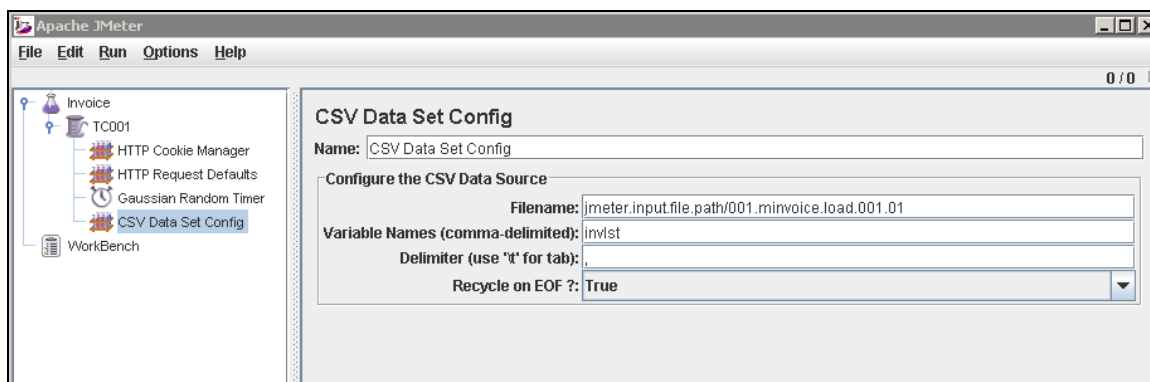 Apache JMeter
File Edit Run Options Help
0 / 0
Invoice
TC001
HTTP Cookie Manager
HTTP Request Defaults
Gaussian Random Timer
CSV Data Set Config
WorkBench
CSV Data Set Config
Name: CSV Data Set Config
Configure the CSV Data Source
Filename: jmeter.input.file.path/001.minvoice.load.001.01
Variable Names (comma-delimited): invlst
Delimiter (use '\t' for tab): ,
Recycle on EOF ?: True